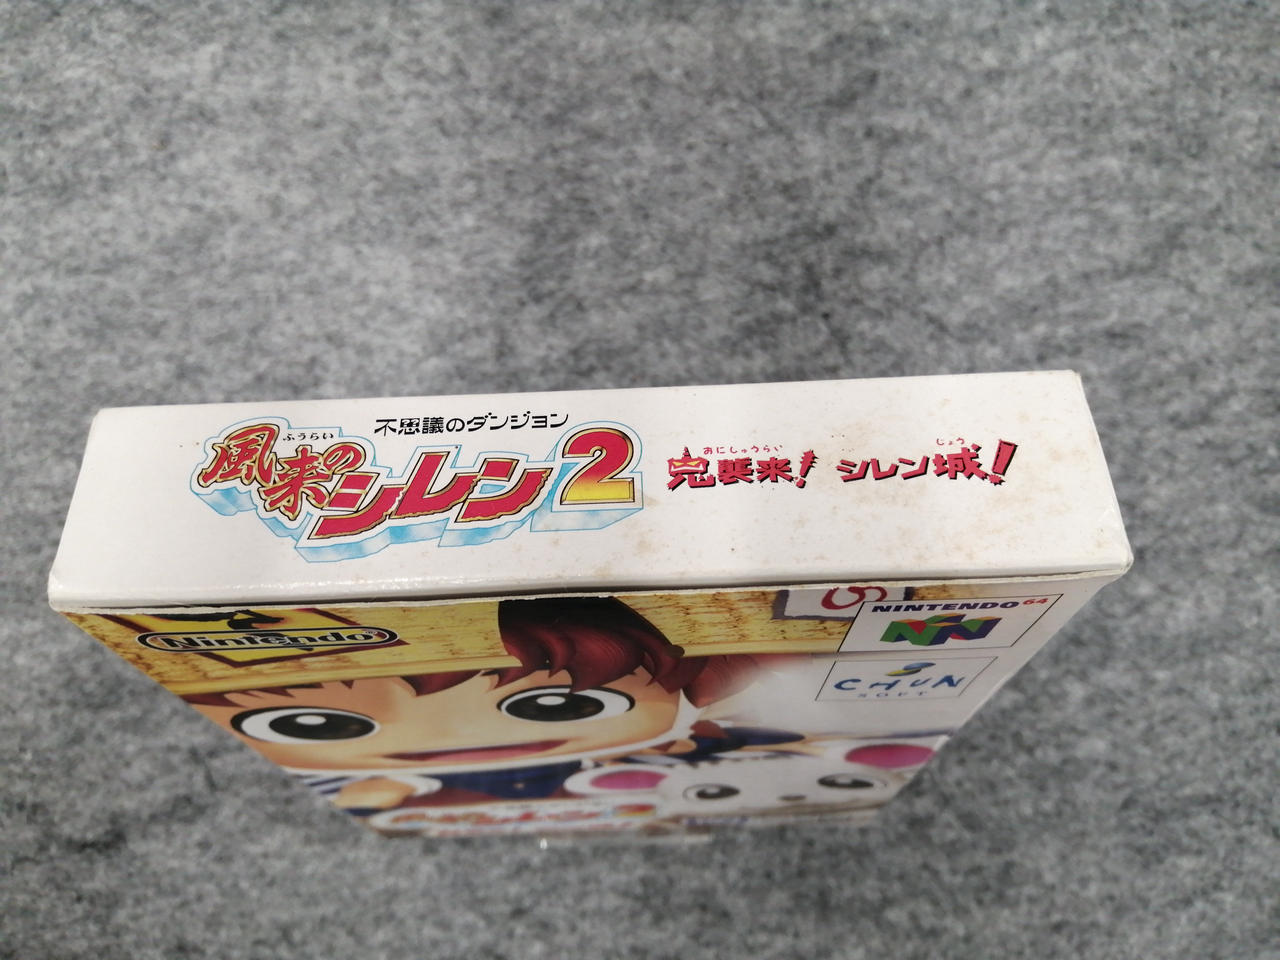 不思議のダンジョン
ふうらい
風来のシレン2
おにしゅうらい じょう
鬼襲来! シレン城!
Nintendo®
NINTENDO64
CHUN
SOFT